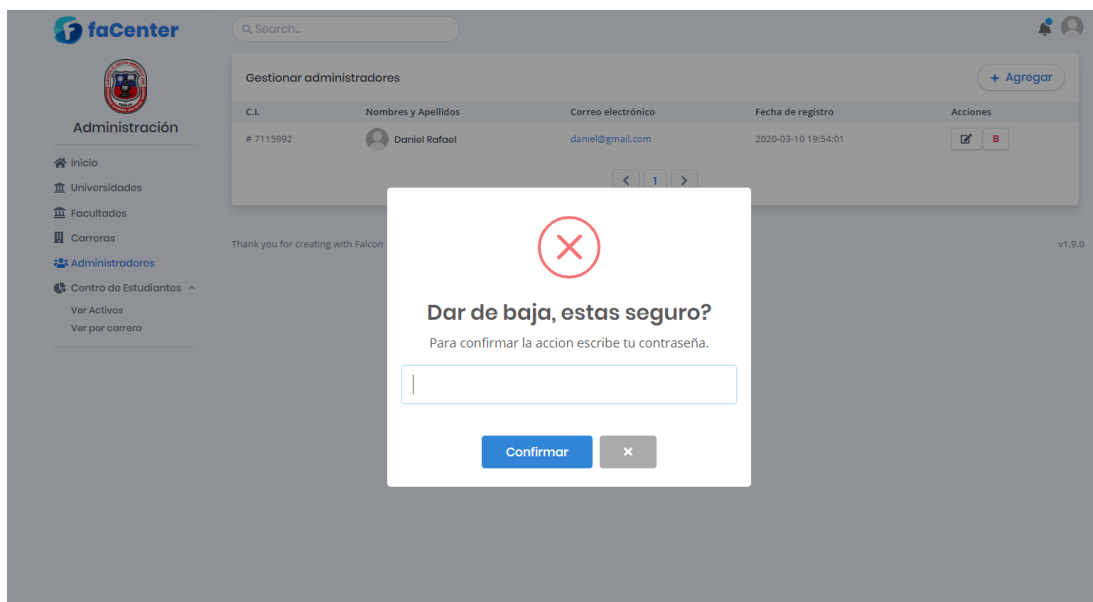 faCenter
Search...
Administración
Inicio
Universidades
Facultades
Carreras
Administradores
Centro de Estudiantes
Ver Activos
Ver por carrera
Gestionar administradores
+ Agregar
C.I. Nombres y Apellidos Correo electrónico Fecha de registro Acciones
# 7115992 Daniel Rafael daniel@gmail.com 2020-03-10 19:54:01 B
< 1 >
Thank you for creating with Falcon
v1.9.0
Dar de baja, estas seguro?
Para confirmar la accion escribe tu contraseña.
Confirmar ×